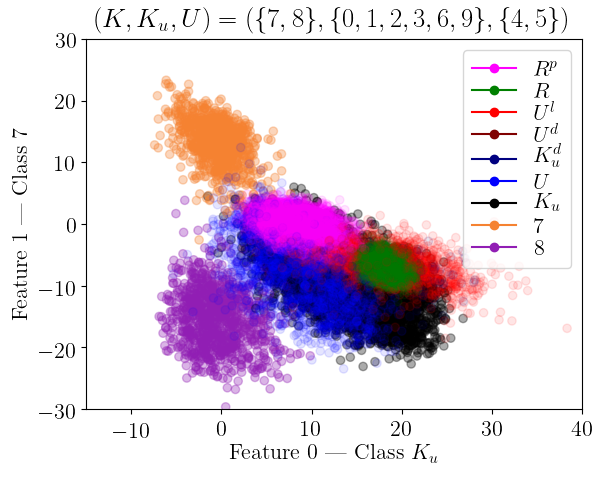 (K, K_u, U) = ({7, 8}, {0, 1, 2, 3, 6, 9}, {4, 5})
30
20
10
0
−10
−20
−30
Feature 1 — Class 7
R^p
R
U^l
U^d
K_u^d
U
K_u
7
8
−10 0 10 20 30 40
Feature 0 — Class K_u